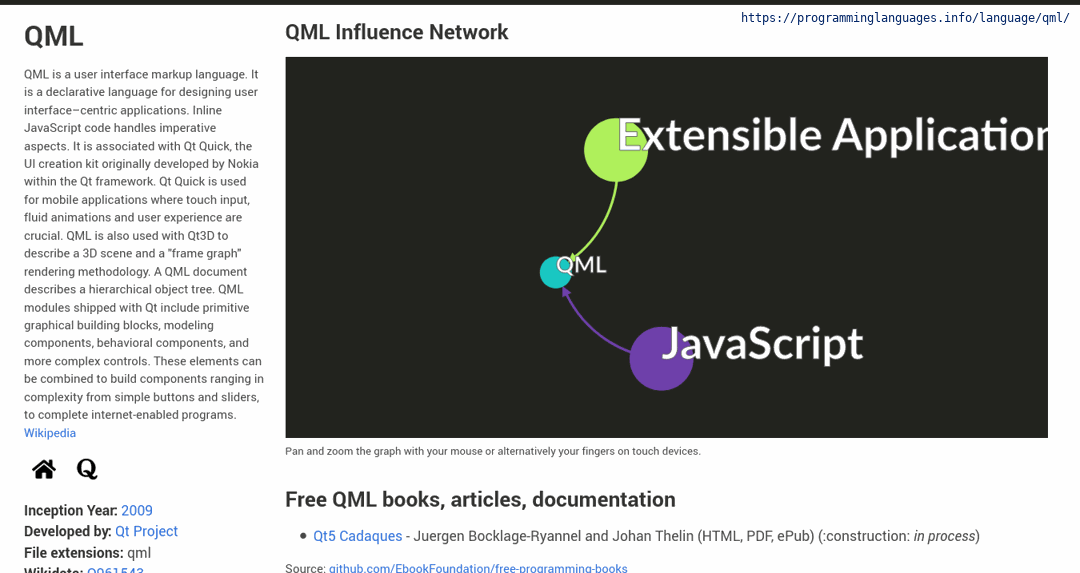 https://programminglanguages.info/language/qml/
QML
QML is a user interface markup language. It
is a declarative language for designing user
interface–centric applications. Inline
JavaScript code handles imperative
aspects. It is associated with Qt Quick, the
UI creation kit originally developed by Nokia
within the Qt framework. Qt Quick is used
for mobile applications where touch input,
fluid animations and user experience are
crucial. QML is also used with Qt3D to
describe a 3D scene and a "frame graph"
rendering methodology. A QML document
describes a hierarchical object tree. QML
modules shipped with Qt include primitive
graphical building blocks, modeling
components, behavioral components, and
more complex controls. These elements can
be combined to build components ranging in
complexity from simple buttons and sliders,
to complete internet-enabled programs.
Wikipedia
Q
Inception Year: 2009
Developed by: Qt Project
File extensions: qml
Wikidata: Q961543
QML Influence Network
Extensible Application
QML
JavaScript
Pan and zoom the graph with your mouse or alternatively your fingers on touch devices.
Free QML books, articles, documentation
• Qt5 Cadaques - Juergen Bocklage-Ryannel and Johan Thelin (HTML, PDF, ePub) (:construction: in process)
Source: github.com/EbookFoundation/free-programming-books